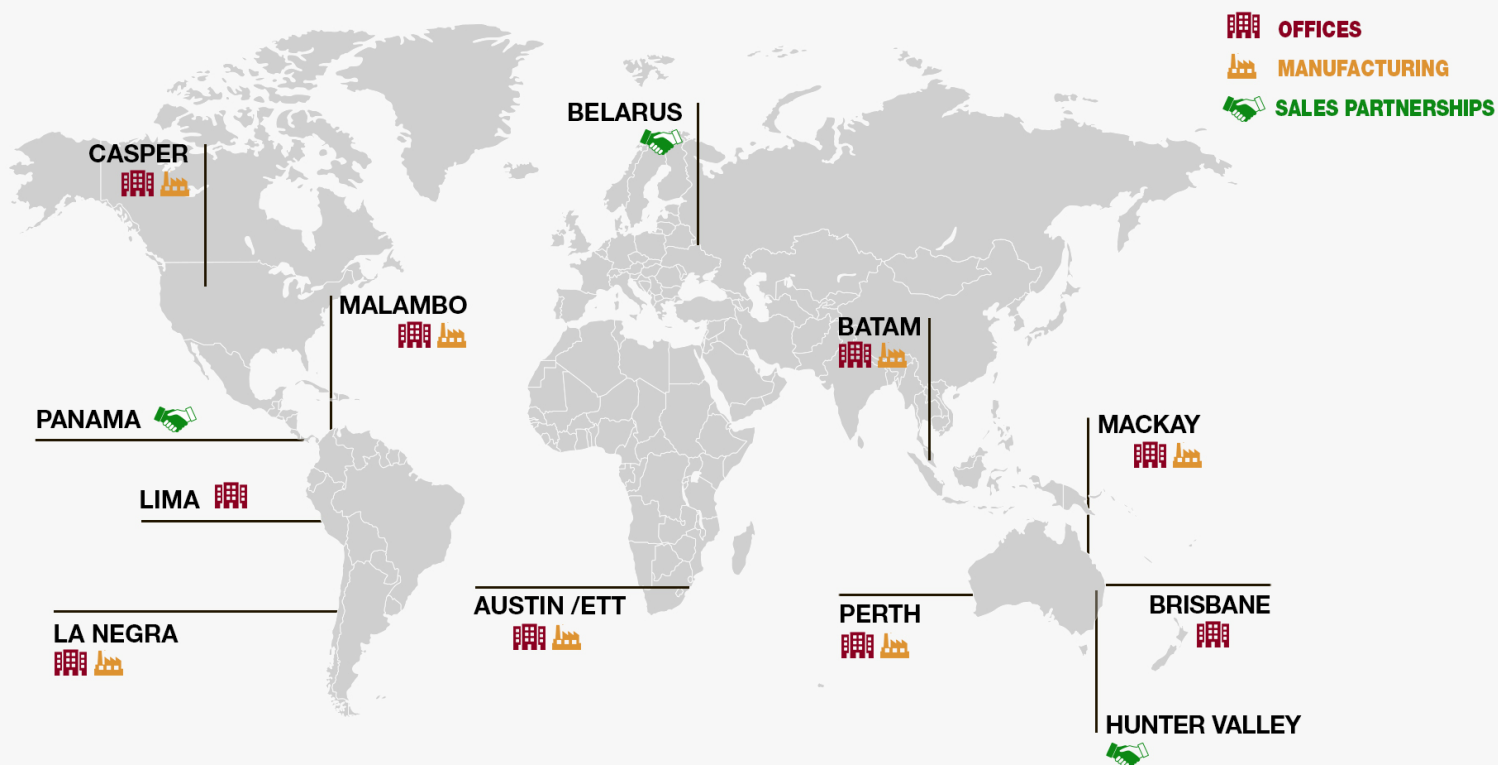 OFFICES
MANUFACTURING
SALES PARTNERSHIPS
BELARUS
CASPER
MALAMBO
BATAM
PANAMA
MACKAY
LIMA
AUSTIN /ETT
PERTH
BRISBANE
LA NEGRA
HUNTER VALLEY